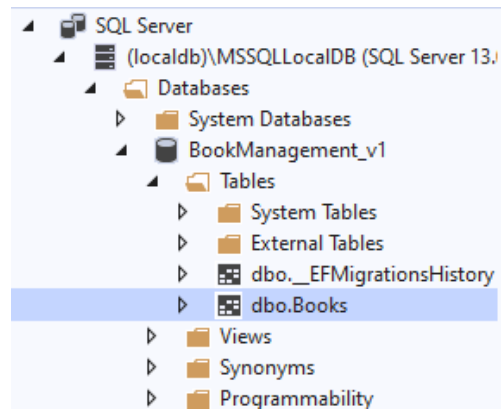 SQL Server
(localdb)\MSSQLLocalDB (SQL Server 13.
Databases
System Databases
BookManagement_v1
Tables
System Tables
External Tables
dbo.__EFMigrationsHistory
dbo.Books
Views
Synonyms
Programmability